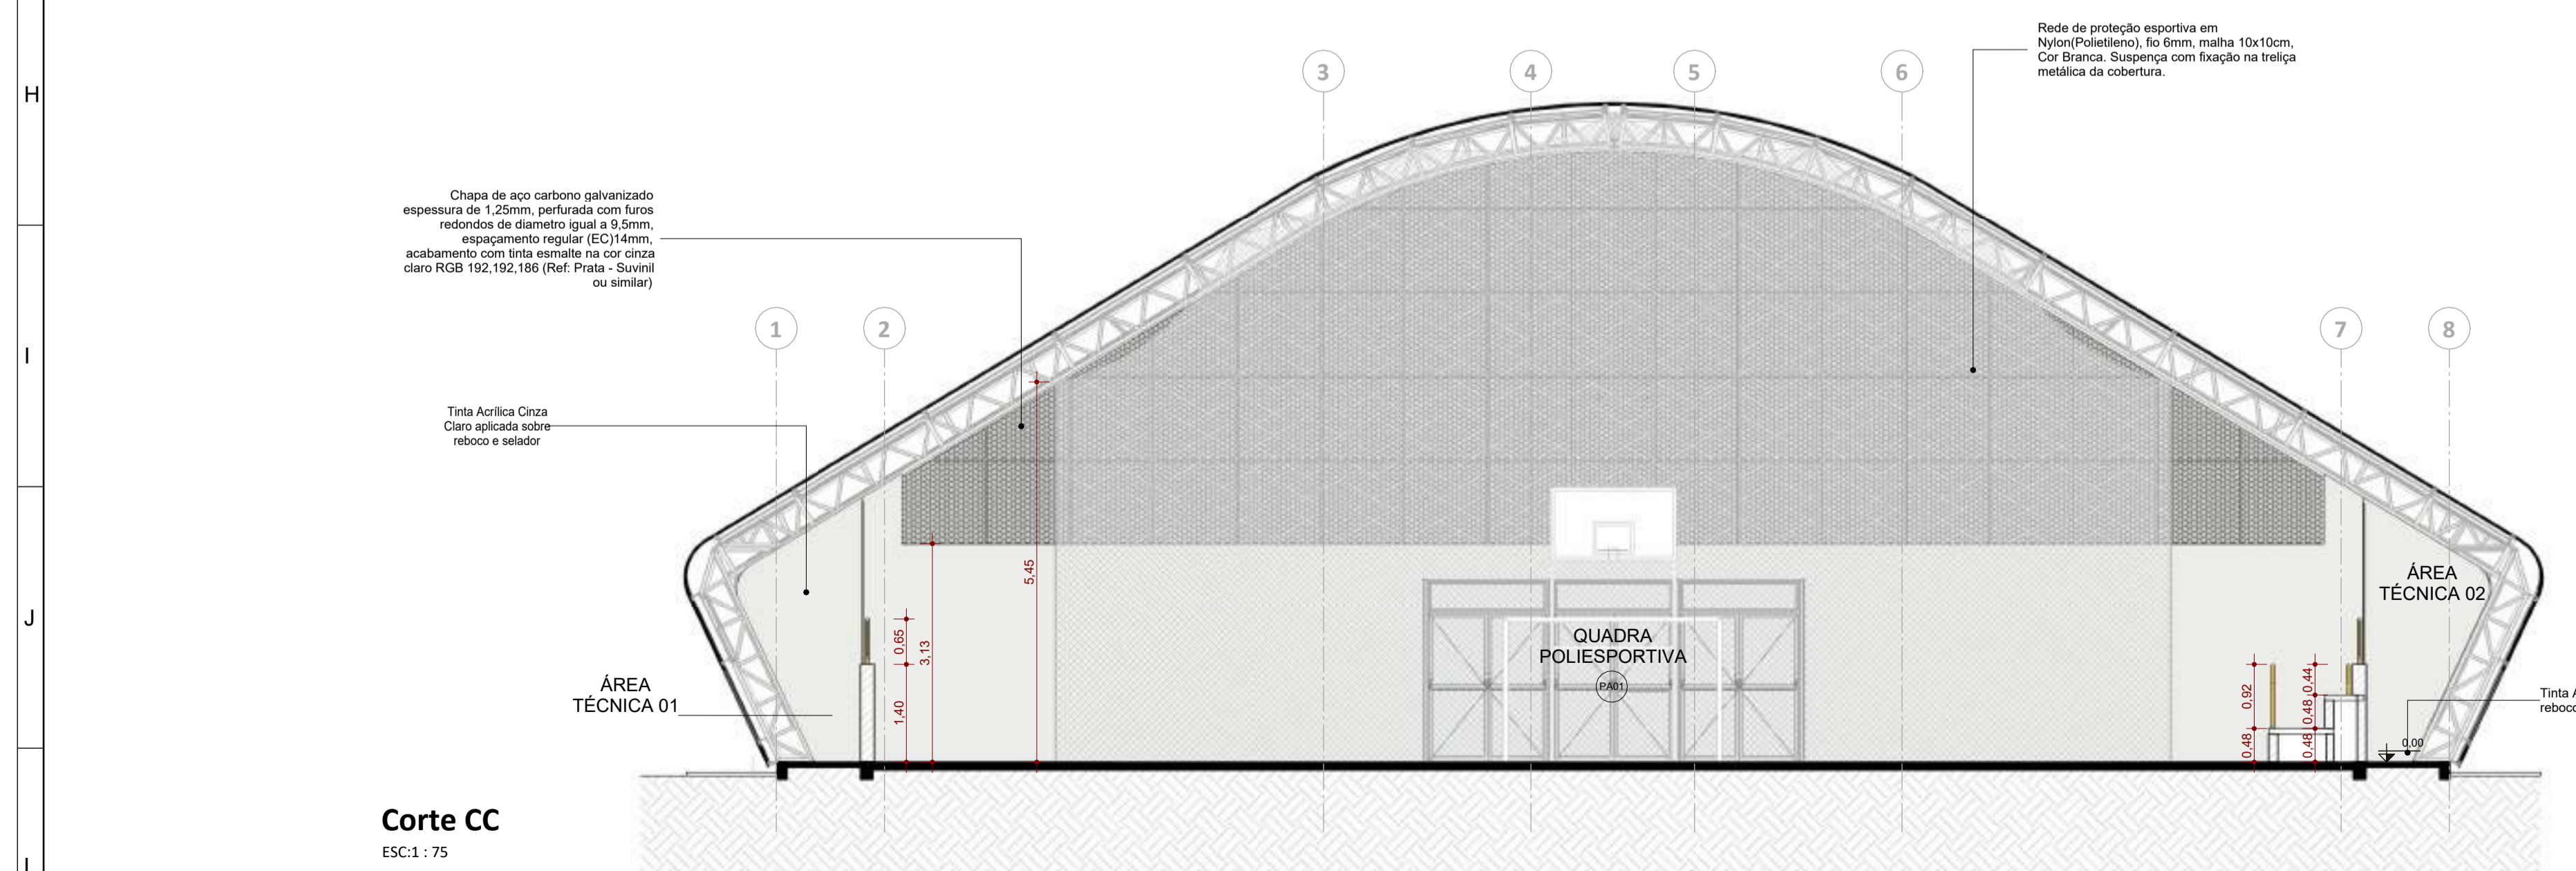 H
I
J
Rede de proteção esportiva em
Nylon(Polietileno), fio 6mm, malha 10x10cm,
Cor Branca. Suspença com fixação na treliça
metálica da cobertura.
3
4
5
6
Chapa de aço carbono galvanizado
espessura de 1,25mm, perfurada com furos
redondos de diametro igual a 9,5mm,
espaçamento regular (EC)14mm,
acabamento com tinta esmalte na cor cinza
claro RGB 192,192,186 (Ref: Prata - Suvinil
ou similar)
1
2
7
8
Tinta Acrílica Cinza
Claro aplicada sobre
reboco e selador
5,45
0,65
3,13
1,40
ÁREA
TÉCNICA 01
QUADRA
POLIESPORTIVA
PA01
ÁREA
TÉCNICA 02
0,92
0,48
0,44
0,48
0,48
0,00
Tinta A
reboco
Corte CC
ESC:1 : 75